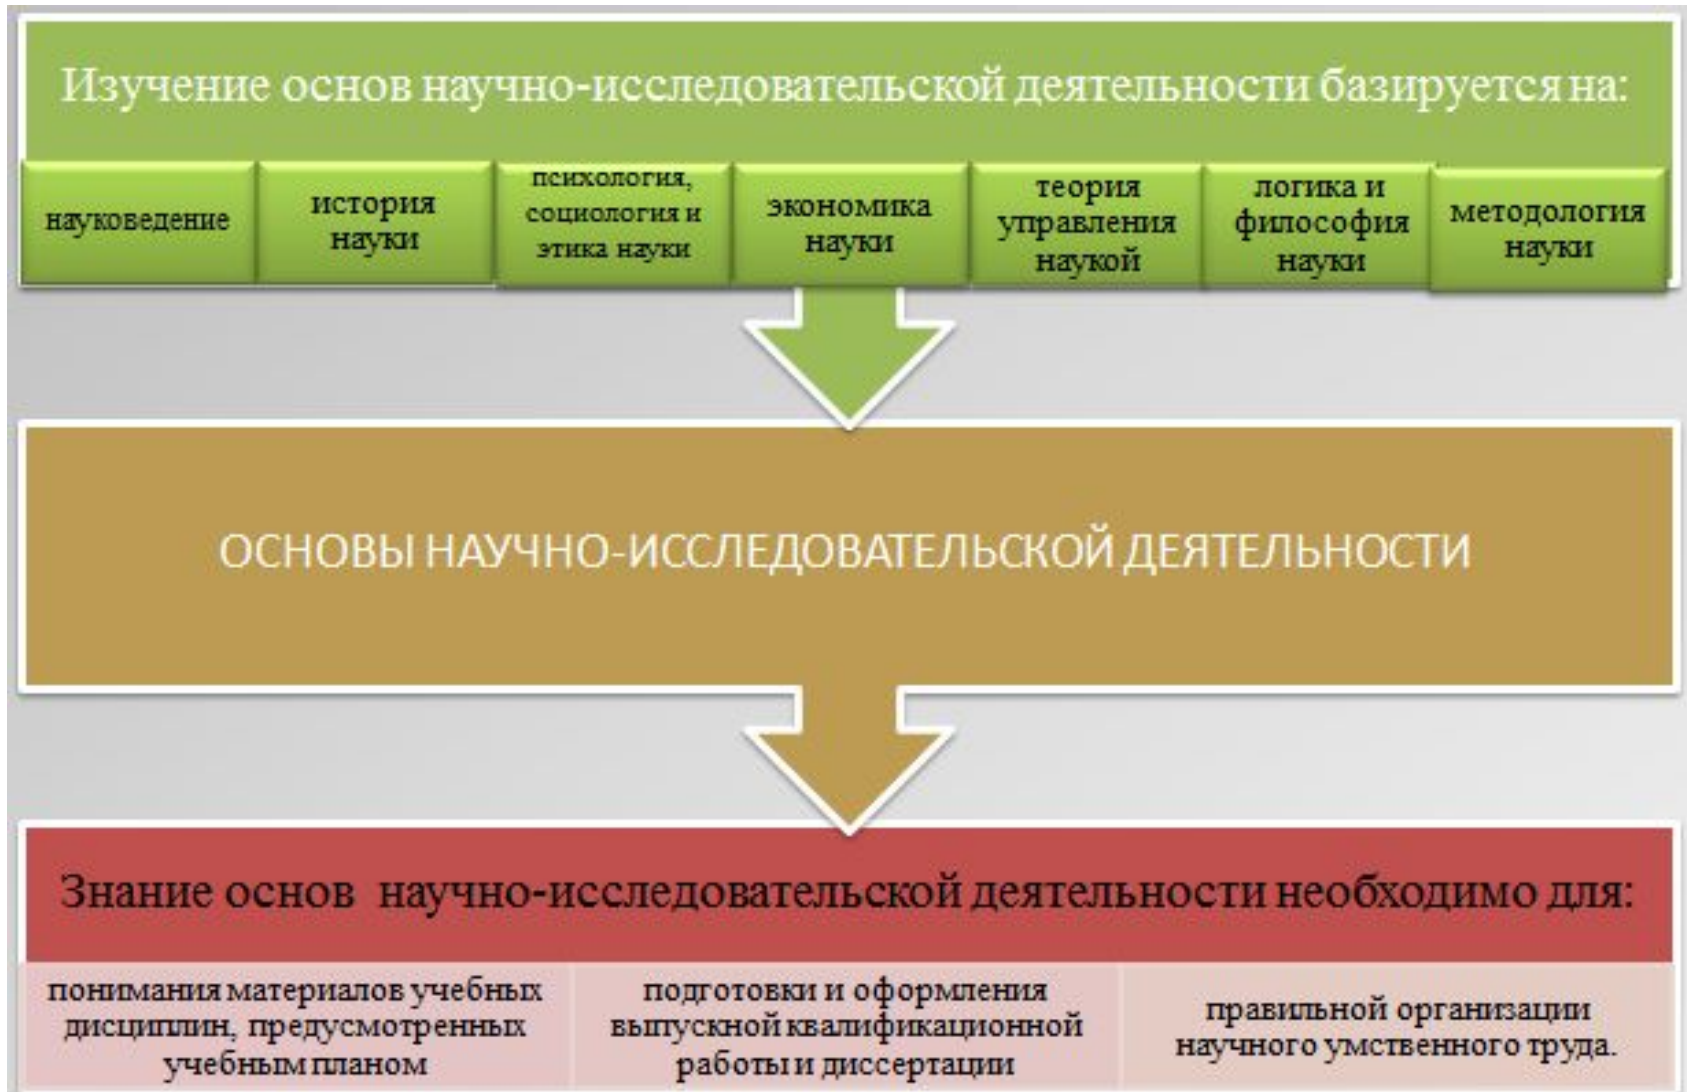 Изучение основ научно-исследовательской деятельности базируется на:
науковедение
история
науки
психология,
социология и
этика науки
экономика
науки
теория
управления
наукой
логика и
философия
науки
методология
науки
ОСНОВЫ НАУЧНО-ИССЛЕДОВАТЕЛЬСКОЙ ДЕЯТЕЛЬНОСТИ
Знание основ научно-исследовательской деятельности необходимо для:
понимания материалов учебных
дисциплин, предусмотренных
учебным планом
подготовки и оформления
выпускной квалификационной
работы и диссертации
правильной организации
научного умственного труда.